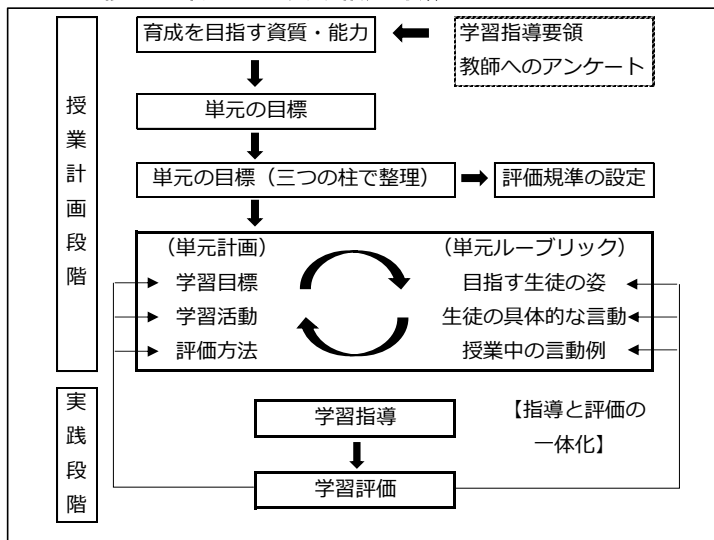 育成を目指す資質・能力
学習指導要領
教師へのアンケート
授業計画段階
単元の目標
単元の目標（三つの柱で整理）
評価規準の設定
（単元計画）
（単元ルーブリック）
学習目標
目指す生徒の姿
学習活動
生徒の具体的な言動
評価方法
授業中の言動例
実践段階
学習指導
【指導と評価の
一体化】
学習評価